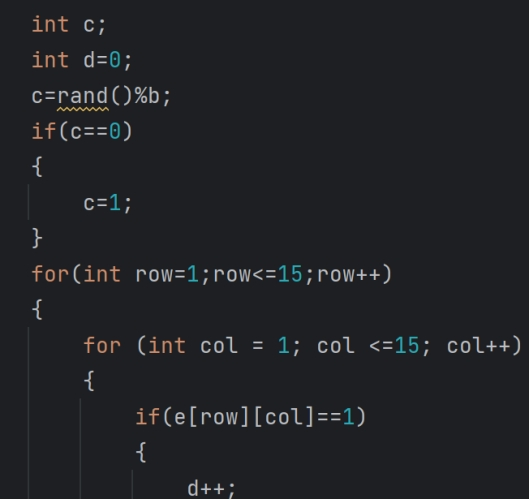 int c;
int d=0;
c=rand()%b;
if(c==0)
{
c=1;
}
for(int row=1;row<=15;row++)
{
for (int col = 1; col <=15; col++)
{
if(e[row][col]==1)
{
d++;